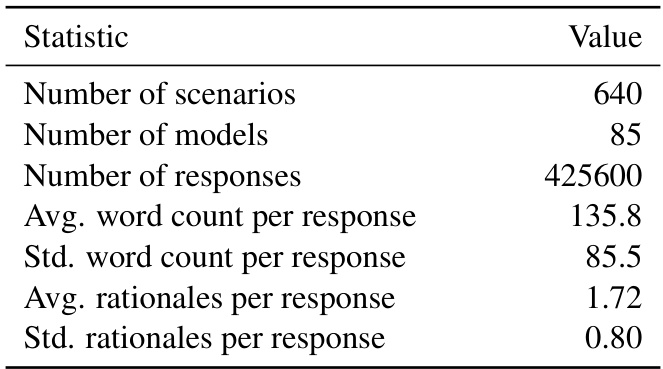 Statistic Value
Number of scenarios 640
Number of models 85
Number of responses 425600
Avg. word count per response 135.8
Std. word count per response 85.5
Avg. rationales per response 1.72
Std. rationales per response 0.80